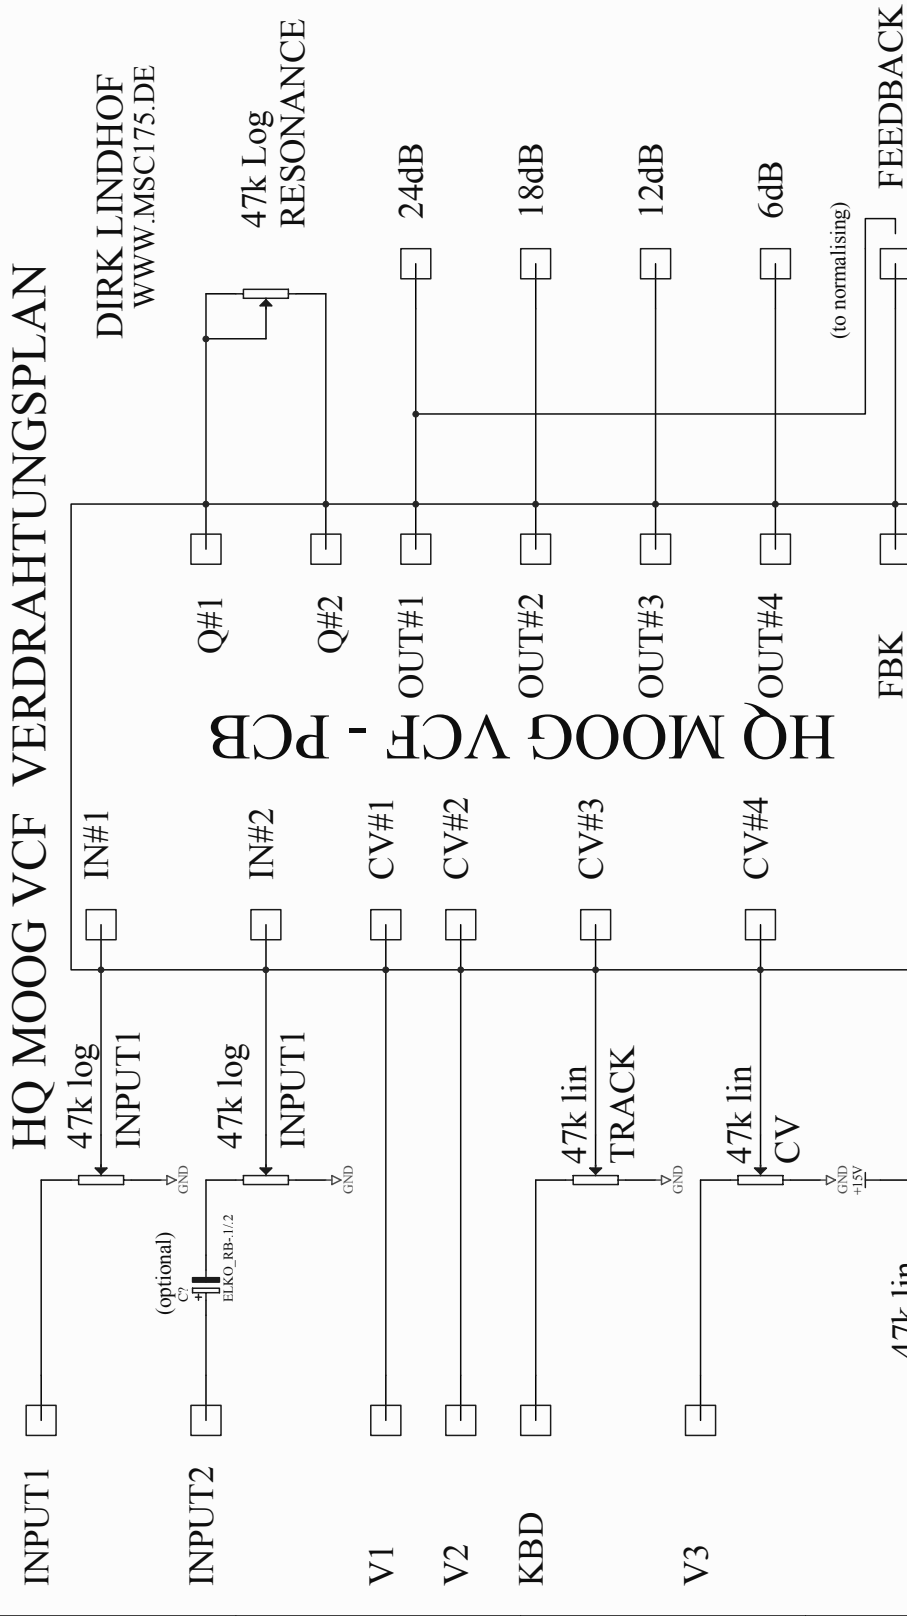 HQ MOOG VCF VERDRAHTUNGSPLAN
DIRK LINDHOF
WWW.MSC175.DE
INPUT1
47k log
INPUT1
GND
IN#1
INPUT2
(optional)
C?
+
ELKO_RB-.1/.2
47k log
INPUT1
GND
IN#2
V1
CV#1
V2
CV#2
KBD
47k lin
TRACK
GND
CV#3
V3
47k lin
CV
GND
+15V
CV#4
47k lin
HQ MOOG VCF - PCB
Q#1
Q#2
47k Log
RESONANCE
OUT#1
24dB
OUT#2
18dB
OUT#3
12dB
OUT#4
6dB
(to normalising)
FBK
FEEDBACK